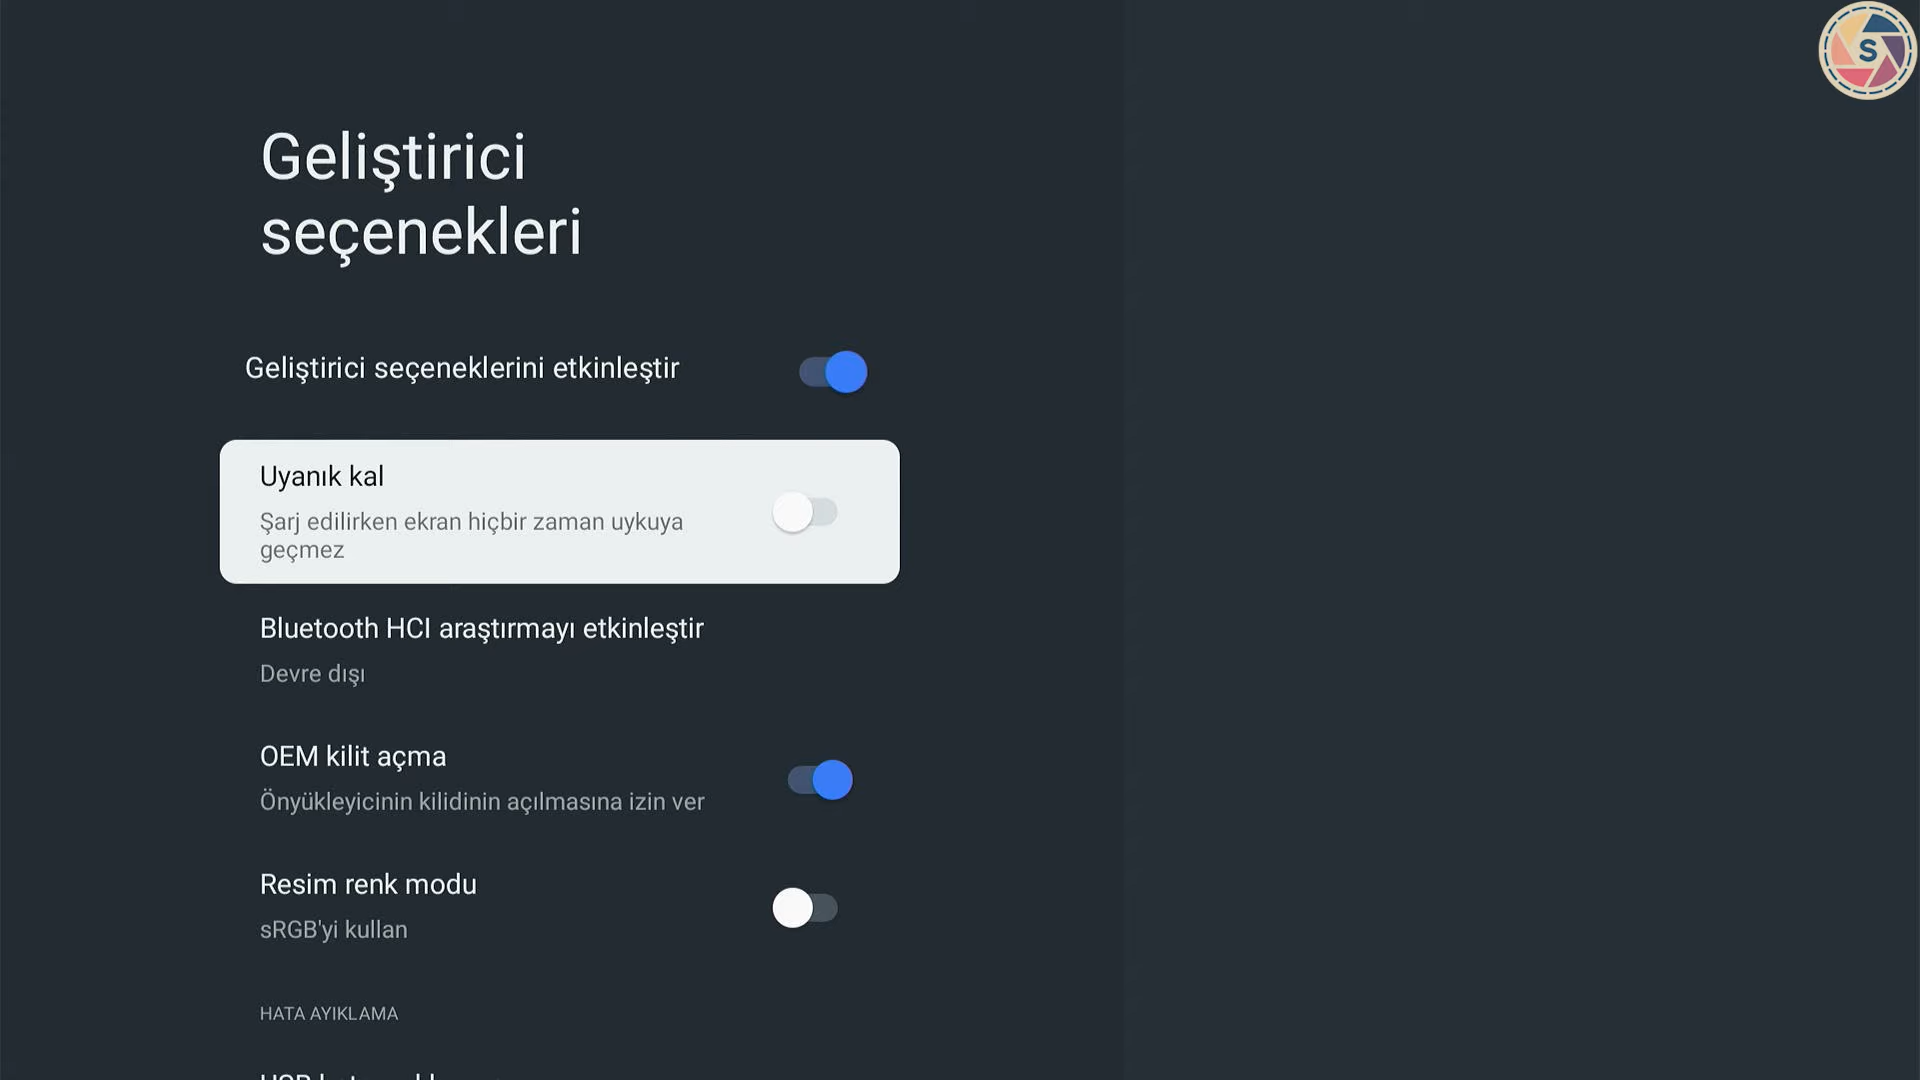 S
Geliştirici
seçenekleri
Geliştirici seçeneklerini etkinleştir
Uyanık kal
Şarj edilirken ekran hiçbir zaman uykuya
geçmez
Bluetooth HCI araştırmayı etkinleştir
Devre dışı
OEM kilit açma
Önyükleyicinin kilidinin açılmasına izin ver
Resim renk modu
sRGB'yi kullan
HATA AYIKLAMA